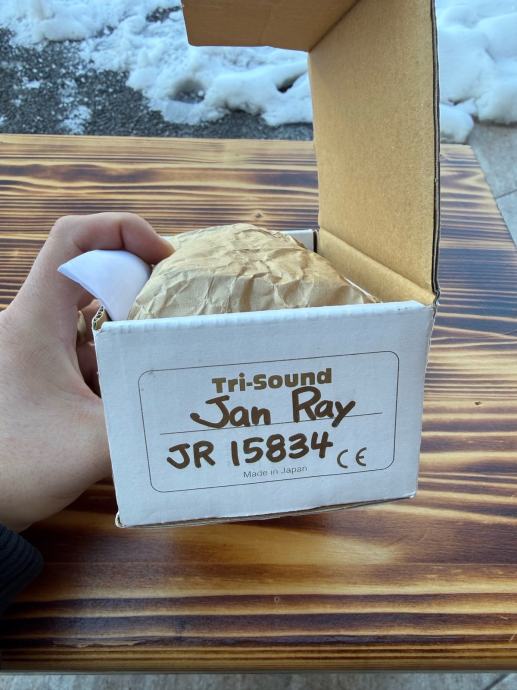 Tri-Sound
Jan Ray
JR 15834 CE
Made in Japan